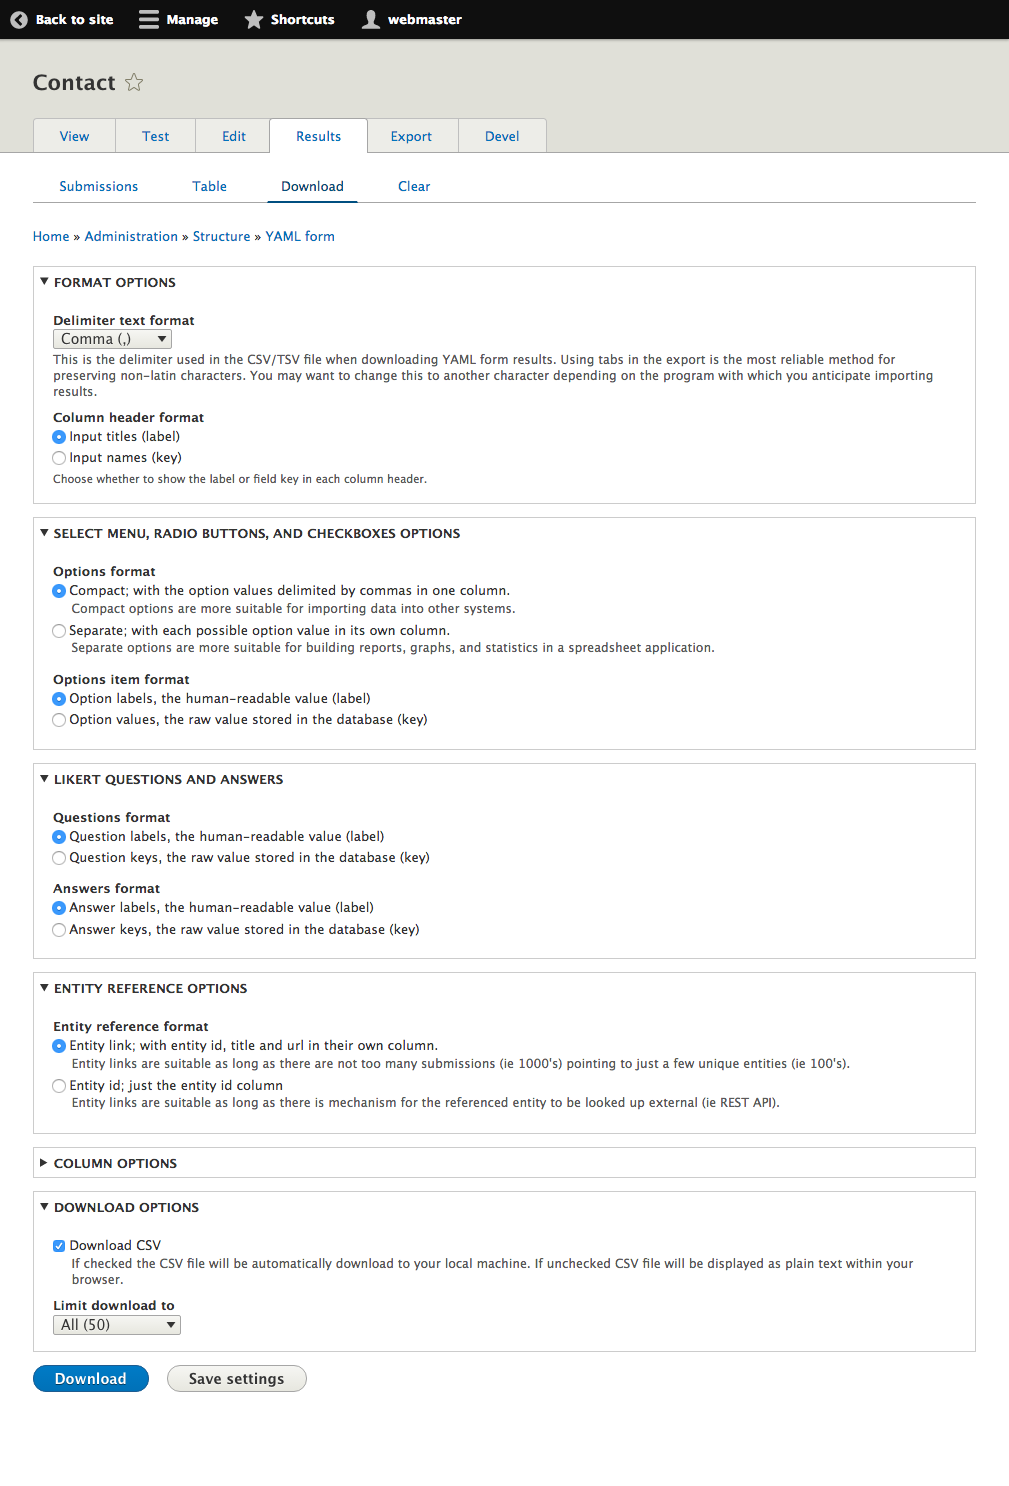 Back to site Manage Shortcuts webmaster
Contact
View Test Edit Results Export Devel
Submissions Table Download Clear
Home » Administration » Structure » YAML form
FORMAT OPTIONS
Delimiter text format
Comma (,)
This is the delimiter used in the CSV/TSV file when downloading YAML form results. Using tabs in the export is the most reliable method for
preserving non-latin characters. You may want to change this to another character depending on the program with which you anticipate importing
results.
Column header format
Input titles (label)
Input names (key)
Choose whether to show the label or field key in each column header.
SELECT MENU, RADIO BUTTONS, AND CHECKBOXES OPTIONS
Options format
Compact; with the option values delimited by commas in one column.
Compact options are more suitable for importing data into other systems.
Separate; with each possible option value in its own column.
Separate options are more suitable for building reports, graphs, and statistics in a spreadsheet application.
Options item format
Option labels, the human-readable value (label)
Option values, the raw value stored in the database (key)
LIKERT QUESTIONS AND ANSWERS
Questions format
Question labels, the human-readable value (label)
Question keys, the raw value stored in the database (key)
Answers format
Answer labels, the human-readable value (label)
Answer keys, the raw value stored in the database (key)
ENTITY REFERENCE OPTIONS
Entity reference format
Entity link; with entity id, title and url in their own column.
Entity links are suitable as long as there are not too many submissions (ie 1000's) pointing to just a few unique entities (ie 100's).
Entity id; just the entity id column
Entity links are suitable as long as there is mechanism for the referenced entity to be looked up external (ie REST API).
COLUMN OPTIONS
DOWNLOAD OPTIONS
Download CSV
If checked the CSV file will be automatically download to your local machine. If unchecked CSV file will be displayed as plain text within your
browser.
Limit download to
All (50)
Download Save settings